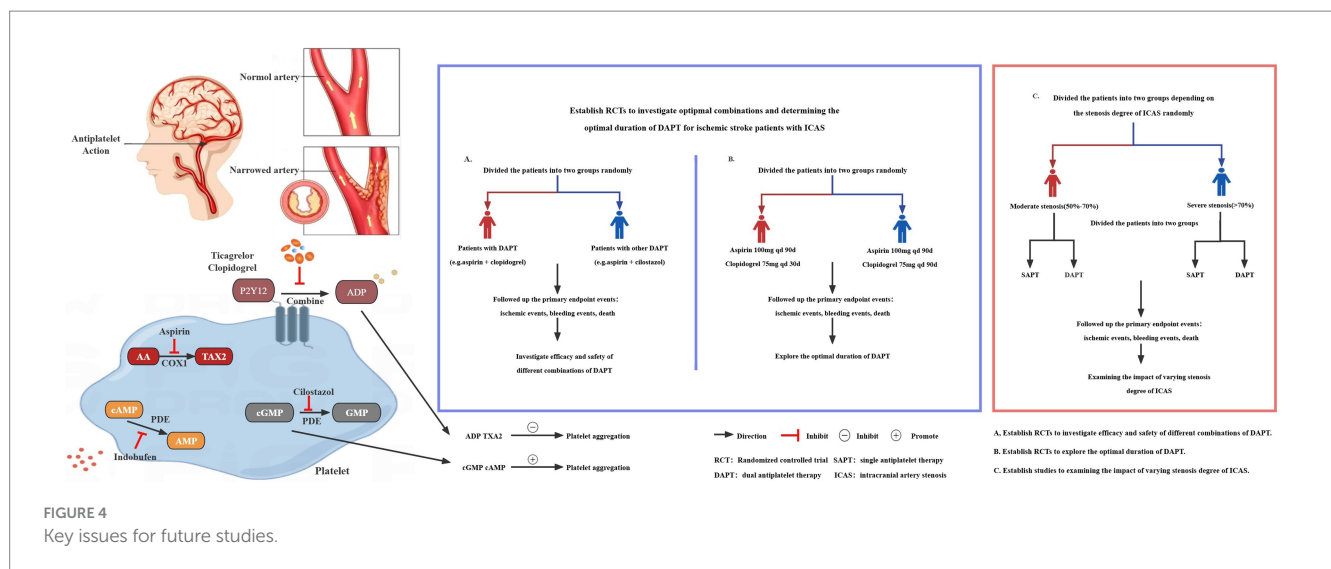 Normal artery
Antiplatelet
Action
Narrowed artery
Ticagrelor
Clopidogrel
P2Y12
Combine
ADP
Aspirin
AA
COX1
TAX2
cAMP
PDE
AMP
Indobufen
Cilostazol
cGMP
PDE
GMP
Platelet
Establish RCTs to investigate optipmal combinations and determining the
optimal duration of DAPT for ischemic stroke patients with ICAS
A.
Divided the patients into two groups randomly
Patients with DAPT
(e.g.aspirin + clopidogrel)
Patients with other DAPT
(e.g.aspirin + cilostazol)
Followed up the primary endpoint events:
ischemic events, bleeding events, death
Investigate efficacy and safety of
different combinations of DAPT
B.
Divided the patients into two groups randomly
Aspirin 100mg qd 90d
Clopidogrel 75mg qd 30d
Aspirin 100mg qd 90d
Clopidogrel 75mg qd 90d
Followed up the primary endpoint events:
ischemic events, bleeding events, death
Explore the optimal duration of DAPT
C.
Divided the patients into two groups depending on
the stenosis degree of ICAS randomly
Moderate stenosis(50%-70%)
Severe stenosis(>70%)
Divided the patients into two groups
SAPT
DAPT
SAPT
DAPT
Followed up the primary endpoint events:
ischemic events, bleeding events, death
Examining the impact of varying stenosis
degree of ICAS
ADP TXA2
Platelet aggregation
cGMP cAMP
Platelet aggregation
Direction
Inhibit
Inhibit
Promote
RCT: Randomized controlled trial SAPT: single antiplatelet therapy
DAPT: dual antiplatelet therapy ICAS: intracranial artery stenosis
A, Establish RCTs to investigate efficacy and safety of different combinations of DAPT.
B. Establish RCTs to explore the optimal duration of DAPT.
C. Establish studies to examining the impact of varying stenosis degree of ICAS.
FIGURE 4
Key issues for future studies.